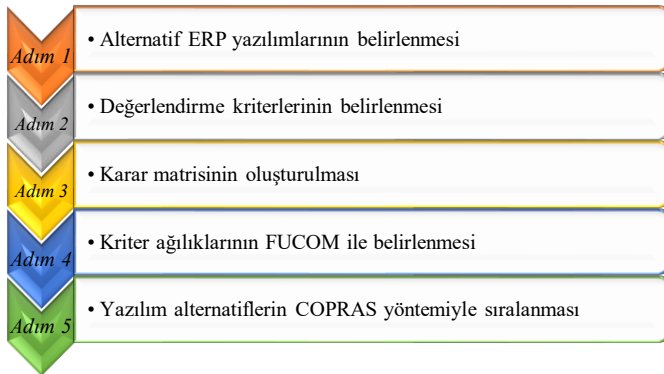 Adım 1
• Alternatif ERP yazılımlarının belirlenmesi
Adım 2
• Değerlendirme kriterlerinin belirlenmesi
Adım 3
• Karar matrisinin oluşturulması
Adım 4
• Kriter ağılıklarının FUCOM ile belirlenmesi
Adım 5
• Yazılım alternatiflerin COPRAS yöntemiyle sıralanması